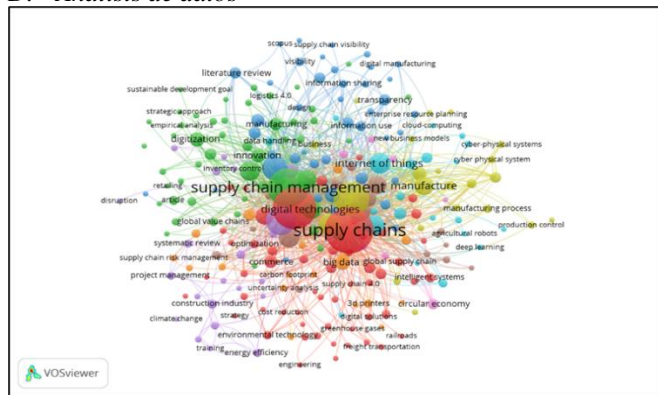 D. Análisis de datos
scopus
supply chain visibility
literature review
visibility
digital manufacturing
information sharing
sustainable development goal
logistics 4.0
transparency
strategic approach
design
enterprise resource planning
empirical analysis
manufacturing
information use
cloud-computing
digitization
data handling
business
new business models
cyber-physical systems
innovation
internet of things
cyber physical system
inventory control
retailing
supply chain management
manufacture
disruption
article
digital technologies
manufacturing process
global value chains
supply chains
production control
agricultural robots
systematic review
optimization
deep learning
supply chain risk management
commerce
big data
global supply chain
project management
carbon footprint
supply chain 4.0
intelligent systems
uncertainty analysis
construction industry
3d printers
circular economy
climate change
strategy
cost reduction
digital solutions
environmental technology
greenhouse gases
railroads
training
energy efficiency
freight transportation
engineering
VOSviewer